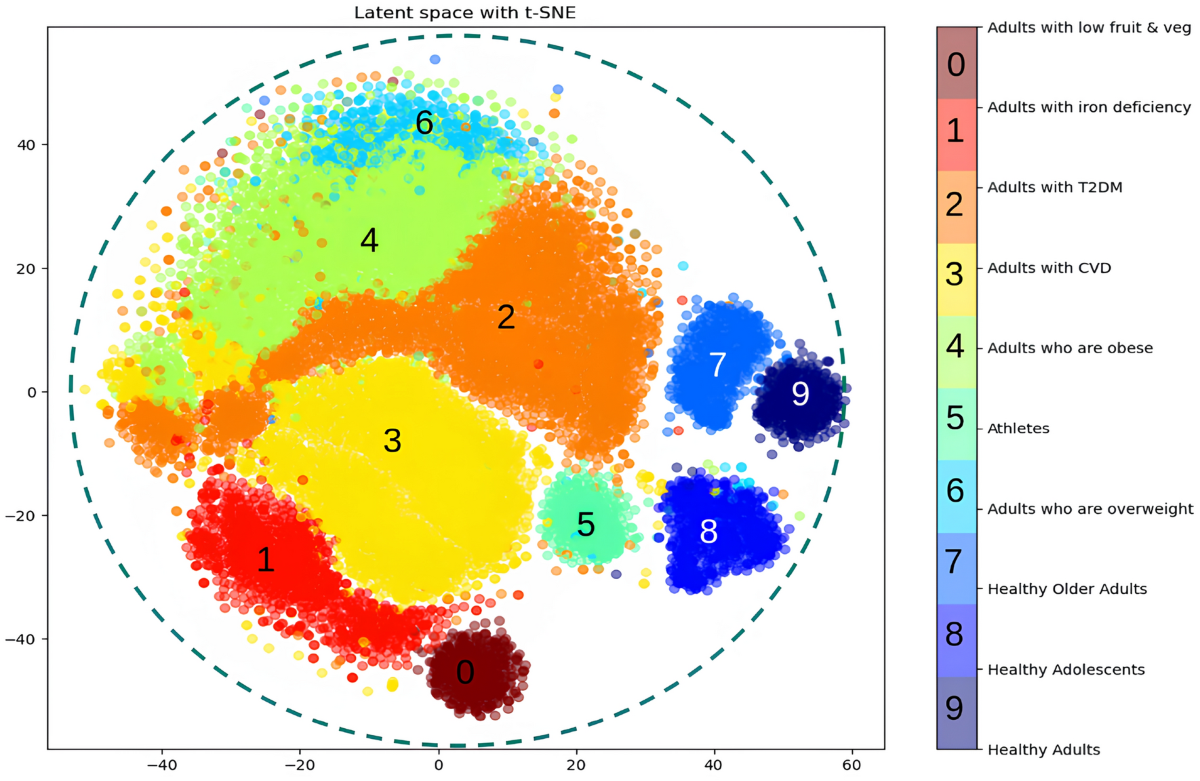 Latent space with t-SNE
Adults with low fruit & veg
0
Adults with iron deficiency
1
Adults with T2DM
2
Adults with CVD
3
Adults who are obese
4
Athletes
5
Adults who are overweight
6
Healthy Older Adults
7
Healthy Adolescents
8
Healthy Adults
9
40
20
0
−20
−40
6
4
2
7
9
3
5
8
1
0
−40
−20
0
20
40
60